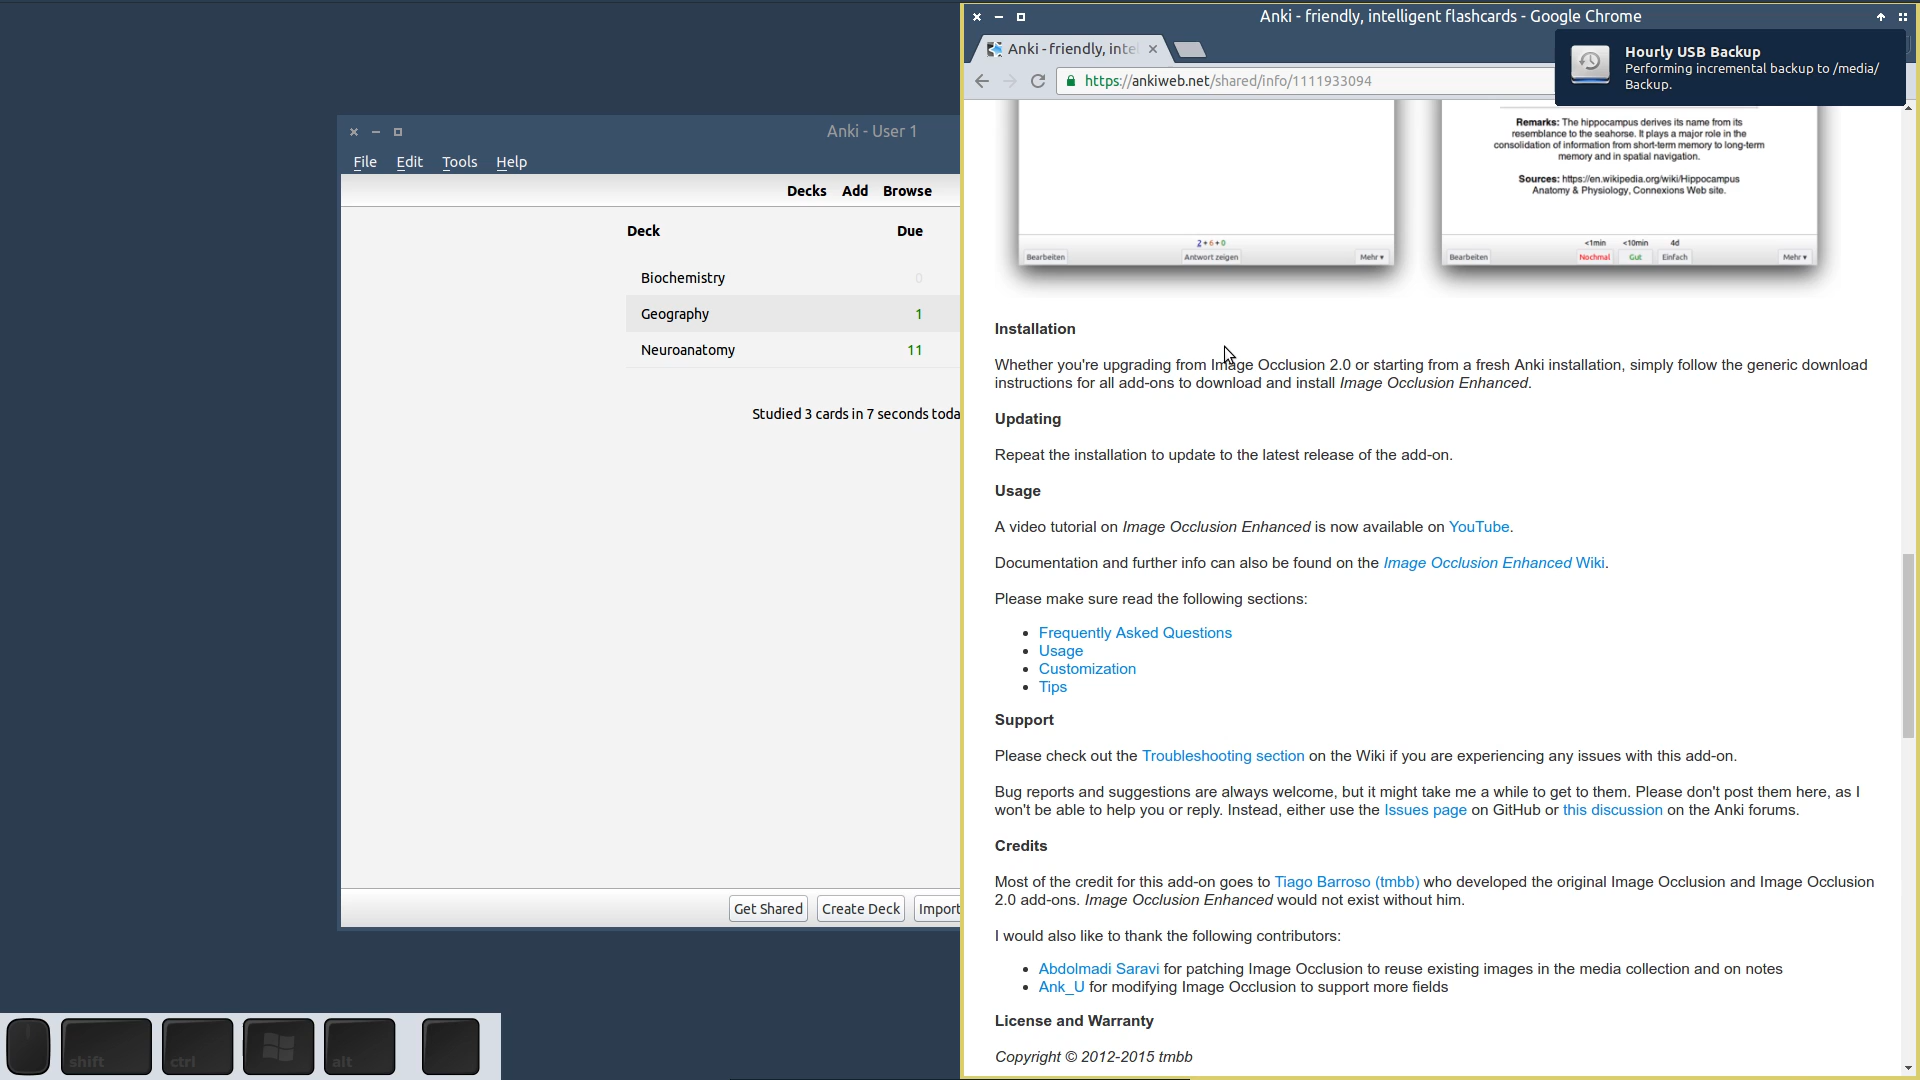 Anki - friendly, intelligent flashcards - Google Chrome
Anki - friendly, inte
https://ankiweb.net/shared/info/1111933094
Hourly USB Backup
Performing incremental backup to /media/
Backup.
Anki - User 1
File Edit Tools Help
Decks Add Browse
Deck Due
Biochemistry 0
Geography 1
Neuroanatomy 11
Studied 3 cards in 7 seconds toda
Get Shared Create Deck Import
shift ctrl alt
2 + 6 + 0
Bearbeiten Antwort zeigen Mehr ▾
Remarks: The hippocampus derives its name from its
resemblance to the seahorse. It plays a major role in the
consolidation of information from short-term memory to long-term
memory and in spatial navigation.
Sources: https://en.wikipedia.org/wiki/Hippocampus
Anatomy & Physiology, Connexions Web site.
<1min <10min 4d
Bearbeiten Nochmal Gut Einfach Mehr ▾
Installation
Whether you're upgrading from Image Occlusion 2.0 or starting from a fresh Anki installation, simply follow the generic download
instructions for all add-ons to download and install Image Occlusion Enhanced.
Updating
Repeat the installation to update to the latest release of the add-on.
Usage
A video tutorial on Image Occlusion Enhanced is now available on YouTube.
Documentation and further info can also be found on the Image Occlusion Enhanced Wiki.
Please make sure read the following sections:
• Frequently Asked Questions
• Usage
• Customization
• Tips
Support
Please check out the Troubleshooting section on the Wiki if you are experiencing any issues with this add-on.
Bug reports and suggestions are always welcome, but it might take me a while to get to them. Please don't post them here, as I
won't be able to help you or reply. Instead, either use the Issues page on GitHub or this discussion on the Anki forums.
Credits
Most of the credit for this add-on goes to Tiago Barroso (tmbb) who developed the original Image Occlusion and Image Occlusion
2.0 add-ons. Image Occlusion Enhanced would not exist without him.
I would also like to thank the following contributors:
• Abdolmadi Saravi for patching Image Occlusion to reuse existing images in the media collection and on notes
• Ank_U for modifying Image Occlusion to support more fields
License and Warranty
Copyright © 2012-2015 tmbb